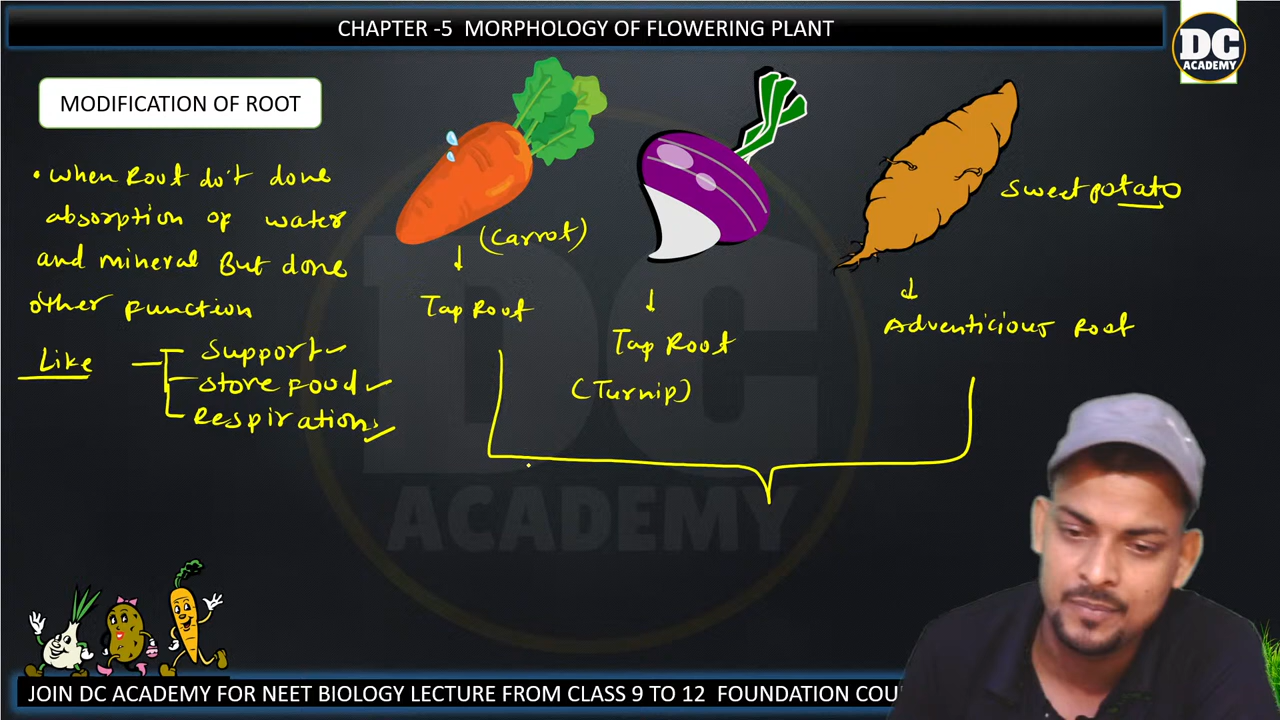 CHAPTER -5 MORPHOLOGY OF FLOWERING PLANT
DC
ACADEMY
MODIFICATION OF ROOT
• when Root do't done
absorption of water
and mineral But done
other function
Like
Support
Store Food
Respiration
(Carrot)
Tap Root
Tap Root
(Turnip)
Sweetpotato
Adventicious Root
DC
ACADEMY
JOIN DC ACADEMY FOR NEET BIOLOGY LECTURE FROM CLASS 9 TO 12 FOUNDATION COU